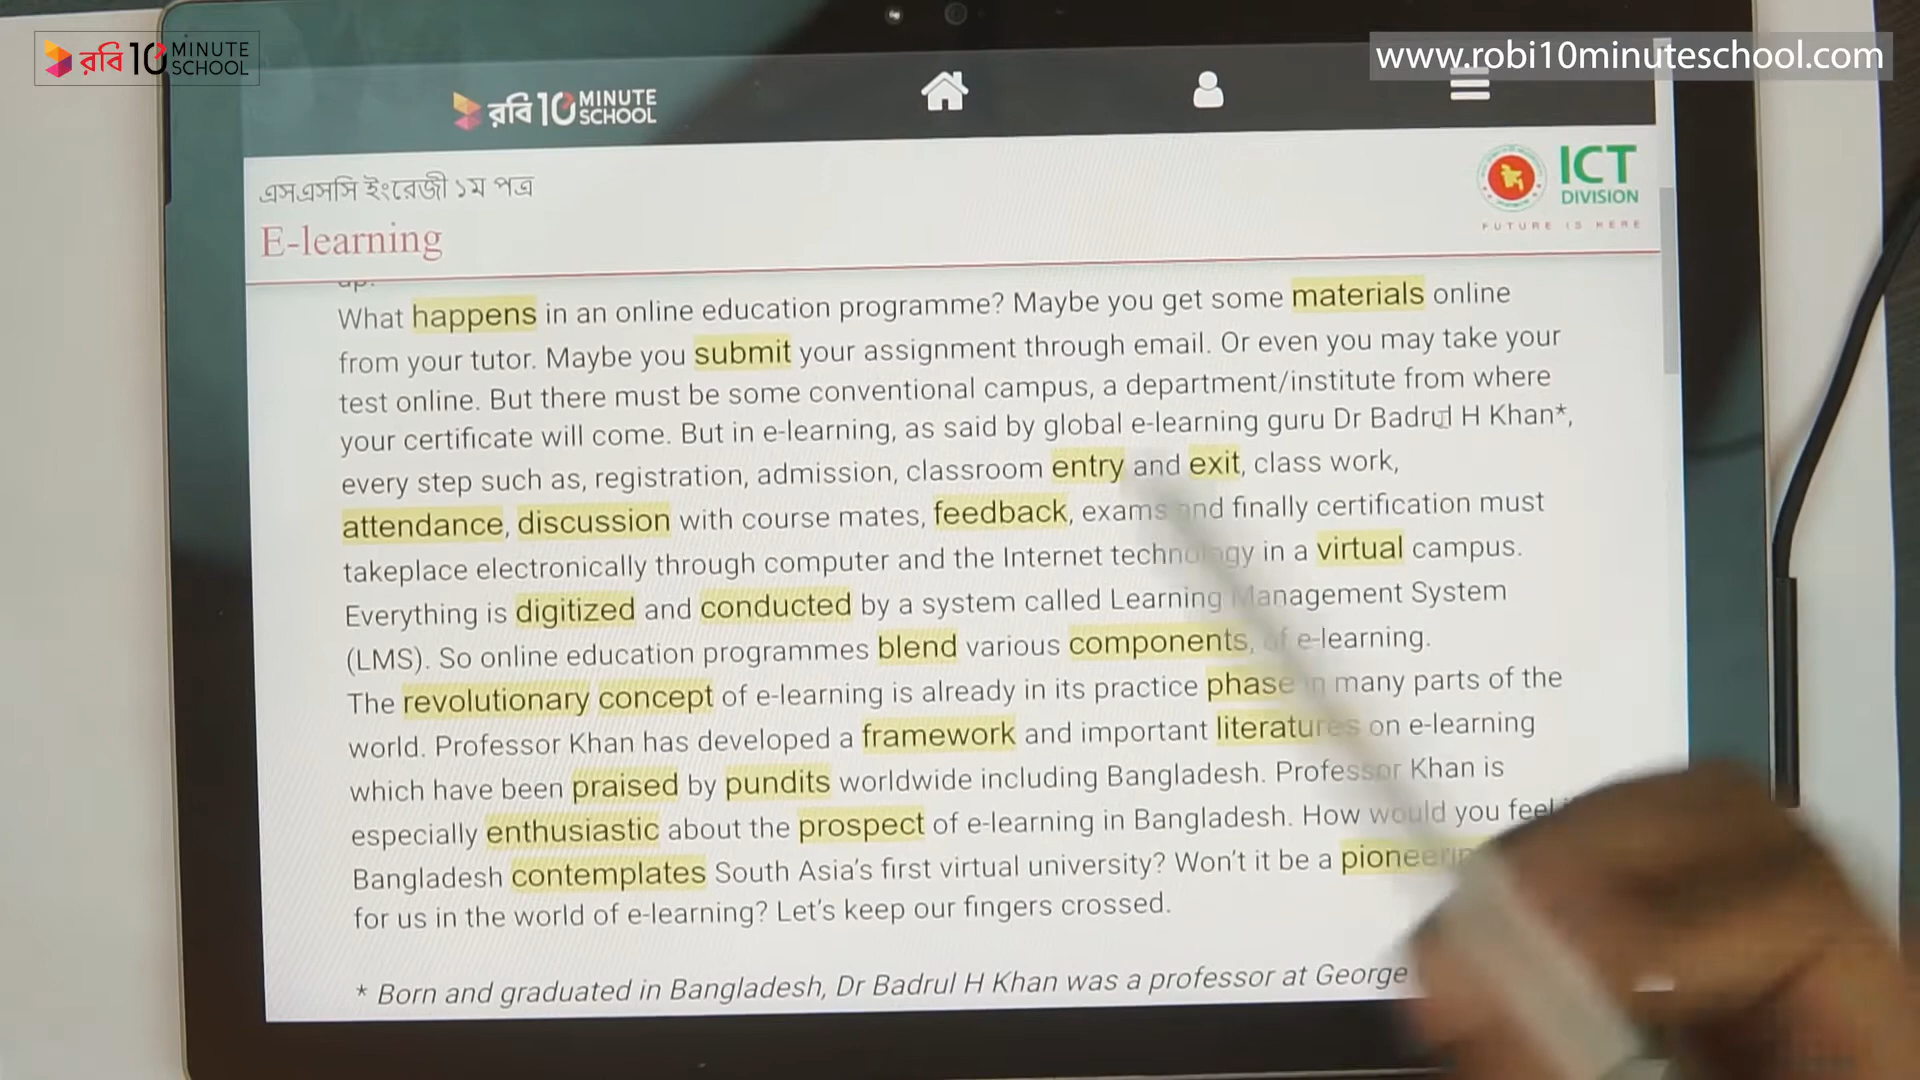 রবি 10 MINUTE SCHOOL
www.robi10minuteschool.com
রবি 10 MINUTE SCHOOL
এসএসসি ইংরেজী ১ম পত্র
ICT
DIVISION
FUTURE IS HERE
E-learning
up.
What happens in an online education programme? Maybe you get some materials online
from your tutor. Maybe you submit your assignment through email. Or even you may take your
test online. But there must be some conventional campus, a department/institute from where
your certificate will come. But in e-learning, as said by global e-learning guru Dr Badrul H Khan*,
every step such as, registration, admission, classroom entry and exit, class work,
attendance, discussion with course mates, feedback, exams and finally certification must
takeplace electronically through computer and the Internet technology in a virtual campus.
Everything is digitized and conducted by a system called Learning Management System
(LMS). So online education programmes blend various components, of e-learning.
The revolutionary concept of e-learning is already in its practice phase in many parts of the
world. Professor Khan has developed a framework and important literatures on e-learning
which have been praised by pundits worldwide including Bangladesh. Professor Khan is
especially enthusiastic about the prospect of e-learning in Bangladesh. How would you feel
Bangladesh contemplates South Asia's first virtual university? Won't it be a pioneering
for us in the world of e-learning? Let's keep our fingers crossed.
* Born and graduated in Bangladesh, Dr Badrul H Khan was a professor at George